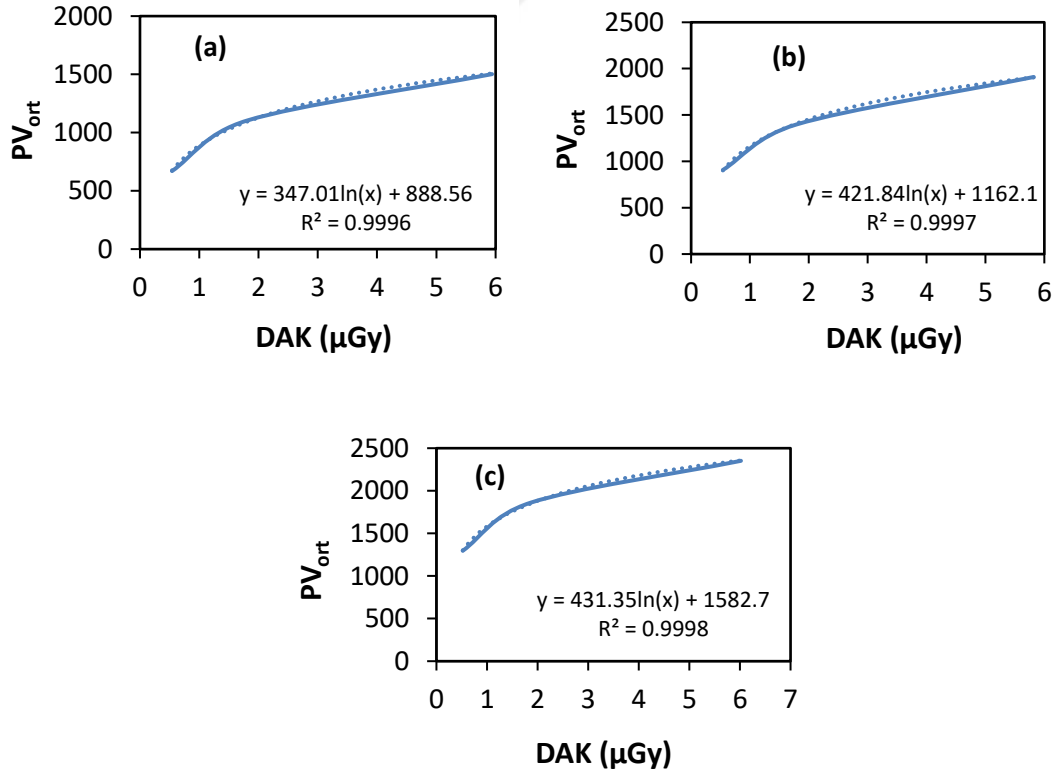 (a)
PV_ort
2000
1500
1000
500
0
y = 347.01ln(x) + 888.56
R² = 0.9996
0 1 2 3 4 5 6
DAK (µGy)
(b)
PV_ort
2500
2000
1500
1000
500
0
y = 421.84ln(x) + 1162.1
R² = 0.9997
0 1 2 3 4 5 6
DAK (µGy)
(c)
PV_ort
2500
2000
1500
1000
500
0
y = 431.35ln(x) + 1582.7
R² = 0.9998
0 1 2 3 4 5 6 7
DAK (µGy)